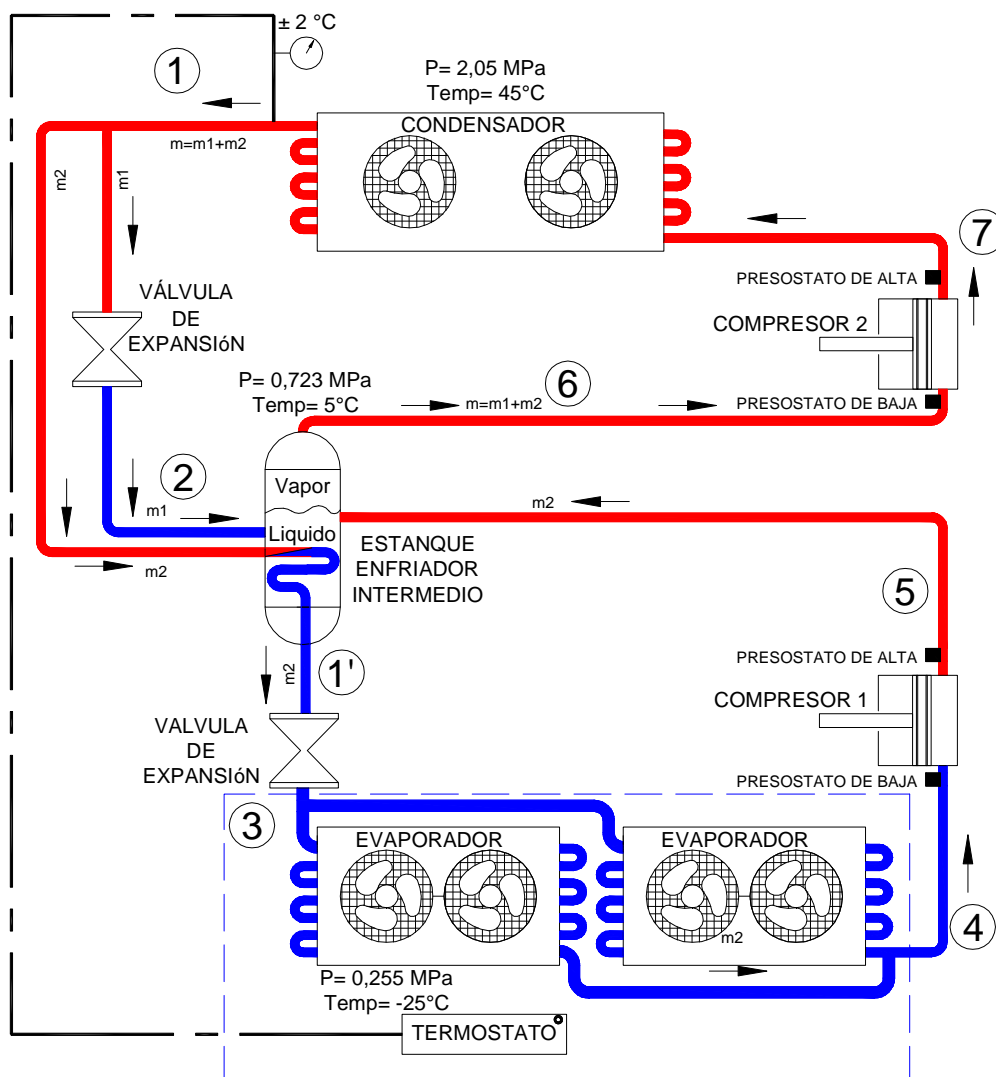 ± 2 °C
1
P= 2,05 MPa
Temp= 45°C
CONDENSADOR
m=m1+m2
m2
m1
7
PRESOSTATO DE ALTA
COMPRESOR 2
PRESOSTATO DE BAJA
VÁLVULA
DE
EXPANSIóN
P= 0,723 MPa
Temp= 5°C
6
m=m1+m2
2
m1
Vapor
Liquido
m2
m2
ESTANQUE
ENFRIADOR
INTERMEDIO
5
1'
m2
PRESOSTATO DE ALTA
COMPRESOR 1
PRESOSTATO DE BAJA
VALVULA
DE
EXPANSIóN
3
EVAPORADOR
EVAPORADOR
m2
4
P= 0,255 MPa
Temp= -25°C
TERMOSTATO